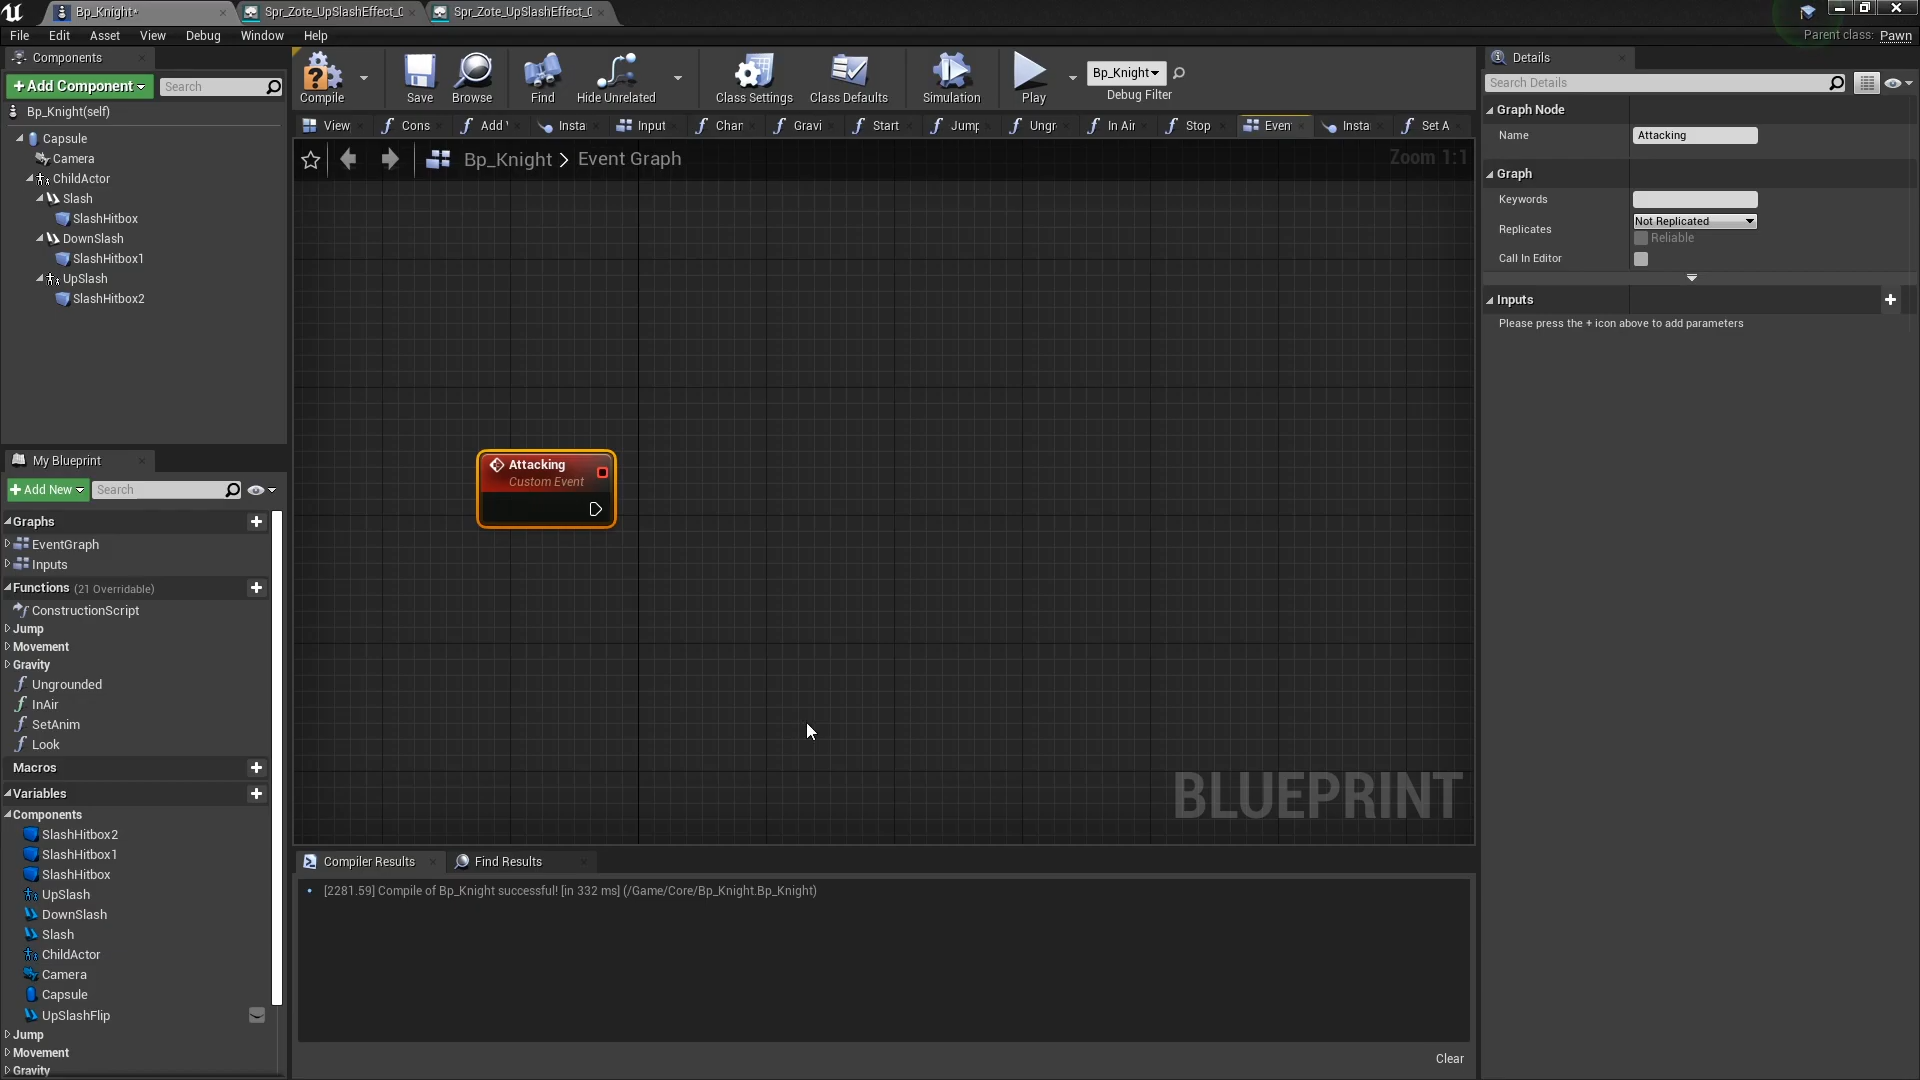 Bp_Knight*
Spr_Zote_UpSlashEffect_0
Spr_Zote_UpSlashEffect_0
File
Edit
Asset
View
Debug
Window
Help
Parent class: Pawn
Components
+ Add Component
Search
Bp_Knight(self)
Capsule
Camera
ChildActor
Slash
SlashHitbox
DownSlash
SlashHitbox1
UpSlash
SlashHitbox2
My Blueprint
+ Add New
Search
Graphs
EventGraph
Inputs
Functions (21 Overridable)
ConstructionScript
Jump
Movement
Gravity
Ungrounded
InAir
SetAnim
Look
Macros
Variables
Components
SlashHitbox2
SlashHitbox1
SlashHitbox
UpSlash
DownSlash
Slash
ChildActor
Camera
Capsule
UpSlashFlip
Jump
Movement
Gravity
Compile
Save
Browse
Find
Hide Unrelated
Class Settings
Class Defaults
Simulation
Play
Bp_Knight
Debug Filter
View
Cons
Add
Insta
Input
Char
Gravi
Start
Jump
Ungr
In Air
Stop
Even
Insta
Set A
Bp_Knight > Event Graph
Zoom 1:1
Attacking
Custom Event
BLUEPRINT
Compiler Results
Find Results
[2281.59] Compile of Bp_Knight successful! [in 332 ms] (/Game/Core/Bp_Knight.Bp_Knight)
Clear
Details
Search Details
Graph Node
Name
Attacking
Graph
Keywords
Replicates
Not Replicated
Reliable
Call In Editor
Inputs
Please press the + icon above to add parameters